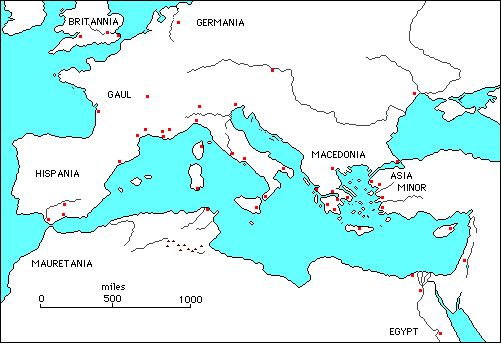 BRITANNIA
GERMANIA
GAUL
MACEDONIA
HISPANIA
ASIA
MINOR
MAURETANIA
miles
0 500 1000
EGYPT